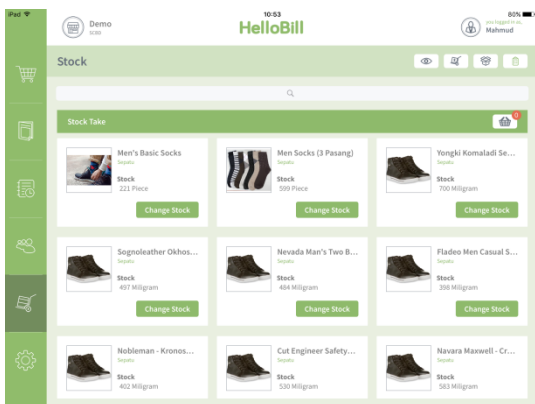 iPad
10:53
80%
Demo
HelloBill
you logged in as,
Mahmud
Stock
Stock Take
0
Men's Basic Socks
Sepatu
Stock
221 Piece
Change Stock
Men Socks (3 Pasang)
Sepatu
Stock
599 Piece
Change Stock
Yongki Komaladi Se...
Sepatu
Stock
700 Miligram
Change Stock
Sognoleather Okhos...
Sepatu
Stock
497 Miligram
Change Stock
Nevada Man's Two B...
Sepatu
Stock
484 Miligram
Change Stock
Fladeo Men Casual S...
Sepatu
Stock
398 Miligram
Change Stock
Nobleman - Kronos...
Sepatu
Stock
402 Miligram
Cut Engineer Safety...
Sepatu
Stock
530 Miligram
Navara Maxwell - Cr...
Sepatu
Stock
583 Miligram